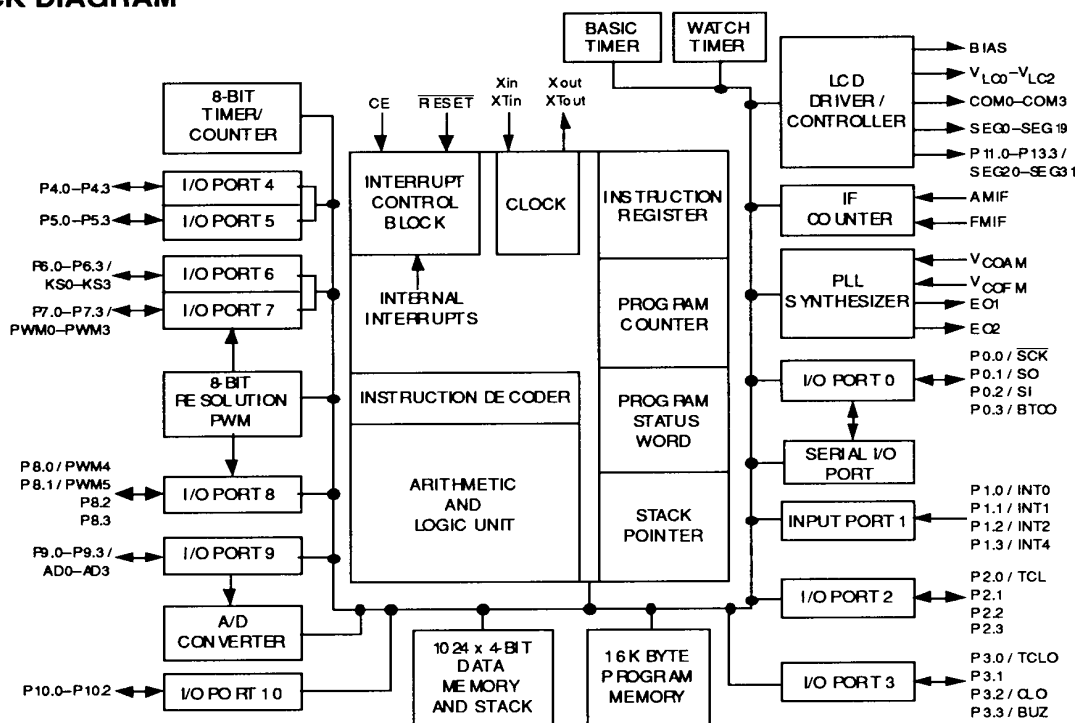 CK DIAGRAM
BASIC
TIMER
WATCH
TIMER
8-BIT
TIMER/
COUNTER
P4.0–P4.3
I/O PORT 4
P5.0–P5.3
I/O PORT 5
P6.0–P6.3 /
KS0–KS3
I/O PORT 6
P7.0–P7.3 /
PWM0–PWM3
I/O PORT 7
8-BIT
RESOLUTION
PWM
P8.0 / PWM4
P8.1 / PWM5
P8.2
P8.3
I/O PORT 8
P9.0–P9.3 /
AD0–AD3
I/O PORT 9
A/D
CONVERTER
P10.0–P10.2
I/O PORT 10
CE
RESET
Xin
XTin
Xout
XTout
INTERRUPT
CONTROL
BLOCK
CLOCK
INTERNAL
INTERRUPTS
INSTRUCTION DECODER
ARITHMETIC
AND
LOGIC UNIT
INSTRUCTION
REGISTER
PROGRAM
COUNTER
PROGRAM
STATUS
WORD
STACK
POINTER
1024 x 4-BIT
DATA
MEMORY
AND STACK
16K BYTE
PROGRAM
MEMORY
LCD
DRIVER /
CONTROLLER
BIAS
VLC0–VLC2
COM0–COM3
SEG0–SEG19
P11.0–P13.3 /
SEG20–SEG31
IF
COUNTER
AMIF
FMIF
PLL
SYNTHESIZER
VCOAM
VCOFM
EO1
EO2
I/O PORT 0
P0.0 / SCK
P0.1 / SO
P0.2 / SI
P0.3 / BTCO
SERIAL I/O
PORT
INPUT PORT 1
P1.0 / INT0
P1.1 / INT1
P1.2 / INT2
P1.3 / INT4
I/O PORT 2
P2.0 / TCL
P2.1
P2.2
P2.3
I/O PORT 3
P3.0 / TCLO
P3.1
P3.2 / CLO
P3.3 / BUZ